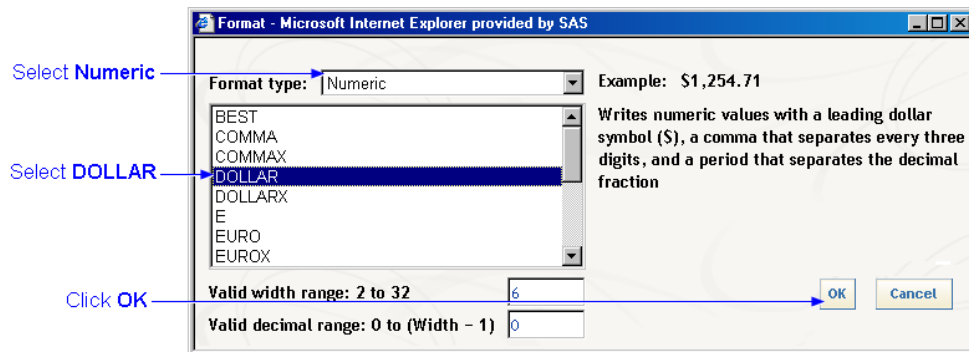 Format - Microsoft Internet Explorer provided by SAS
Select Numeric
Format type: Numeric
Example: $1,254.71
Writes numeric values with a leading dollar
symbol ($), a comma that separates every three
digits, and a period that separates the decimal
fraction
BEST
COMMA
COMMAX
Select DOLLAR
DOLLAR
DOLLARX
E
EURO
EUROX
Valid width range: 2 to 32 6
Click OK
OK Cancel
Valid decimal range: 0 to (Width - 1) 0